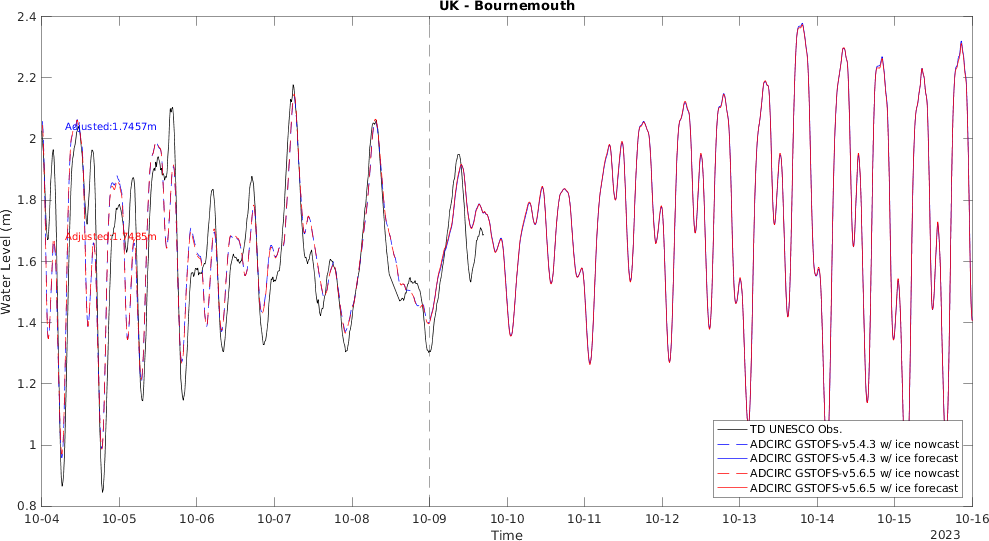 UK - Bournemouth
2.4
2.2
2
1.8
1.6
1.4
1.2
1
0.8
Water Level (m)
Adjusted:1.7457m
Adjusted:1.7485m
TD UNESCO Obs.
ADCIRC GSTOFS-v5.4.3 w/ ice nowcast
ADCIRC GSTOFS-v5.4.3 w/ ice forecast
ADCIRC GSTOFS-v5.6.5 w/ ice nowcast
ADCIRC GSTOFS-v5.6.5 w/ ice forecast
10-04 10-05 10-06 10-07 10-08 10-09 10-10 10-11 10-12 10-13 10-14 10-15 10-16
Time
2023